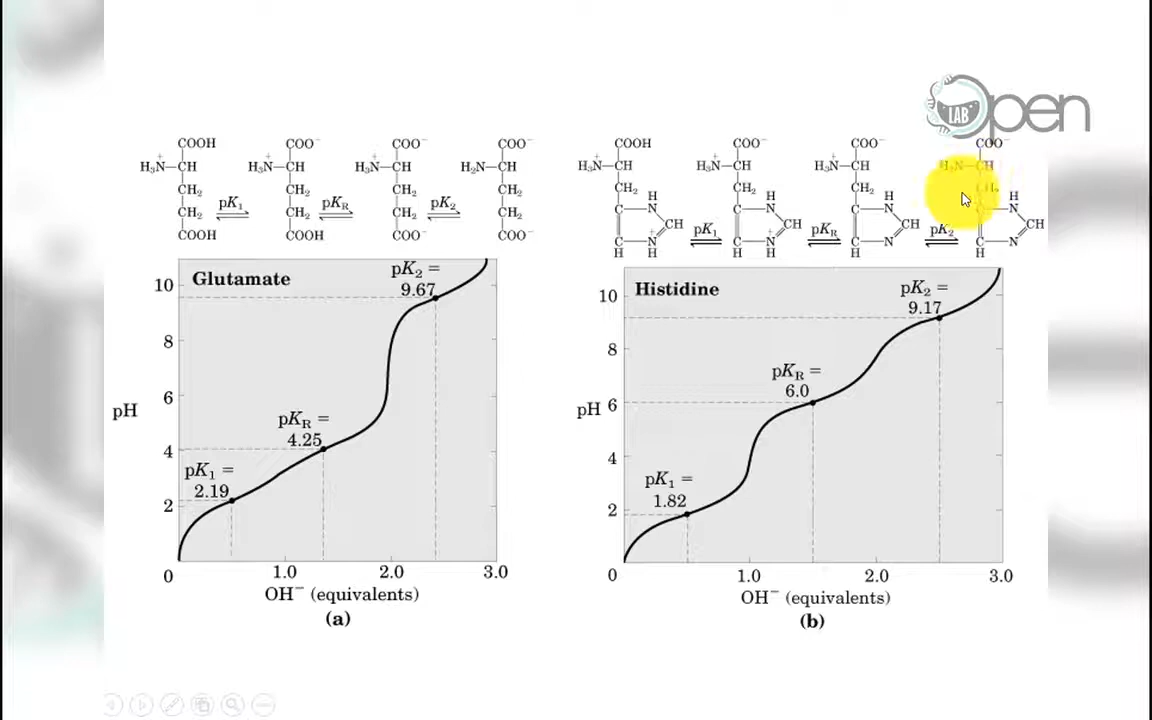 Open
LAB
COOH
H₃N⁺—CH
CH₂
CH₂
COOH
pK₁
COO⁻
H₃N⁺—CH
CH₂
CH₂
COOH
pKR
COO⁻
H₃N⁺—CH
CH₂
CH₂
COO⁻
pK₂
COO⁻
H₂N—CH
CH₂
CH₂
COO⁻
COOH
H₃N⁺—CH
CH₂
H
C N
CH
C N⁺
H H
pK₁
COO⁻
H₃N⁺—CH
CH₂
H
C N
CH
C N⁺
H H
pKR
COO⁻
H₃N⁺—CH
CH₂
H
C N
CH
C N
H
pK₂
COO⁻
CH
H
N
CH
C N
H
Glutamate
pK₂ =
9.67
pKR =
4.25
pK₁ =
2.19
pH
10
8
6
4
2
0
1.0
2.0
3.0
OH⁻ (equivalents)
(a)
Histidine
pK₂ =
9.17
pKR =
6.0
pK₁ =
1.82
pH
10
8
6
4
2
0
1.0
2.0
3.0
OH⁻ (equivalents)
(b)